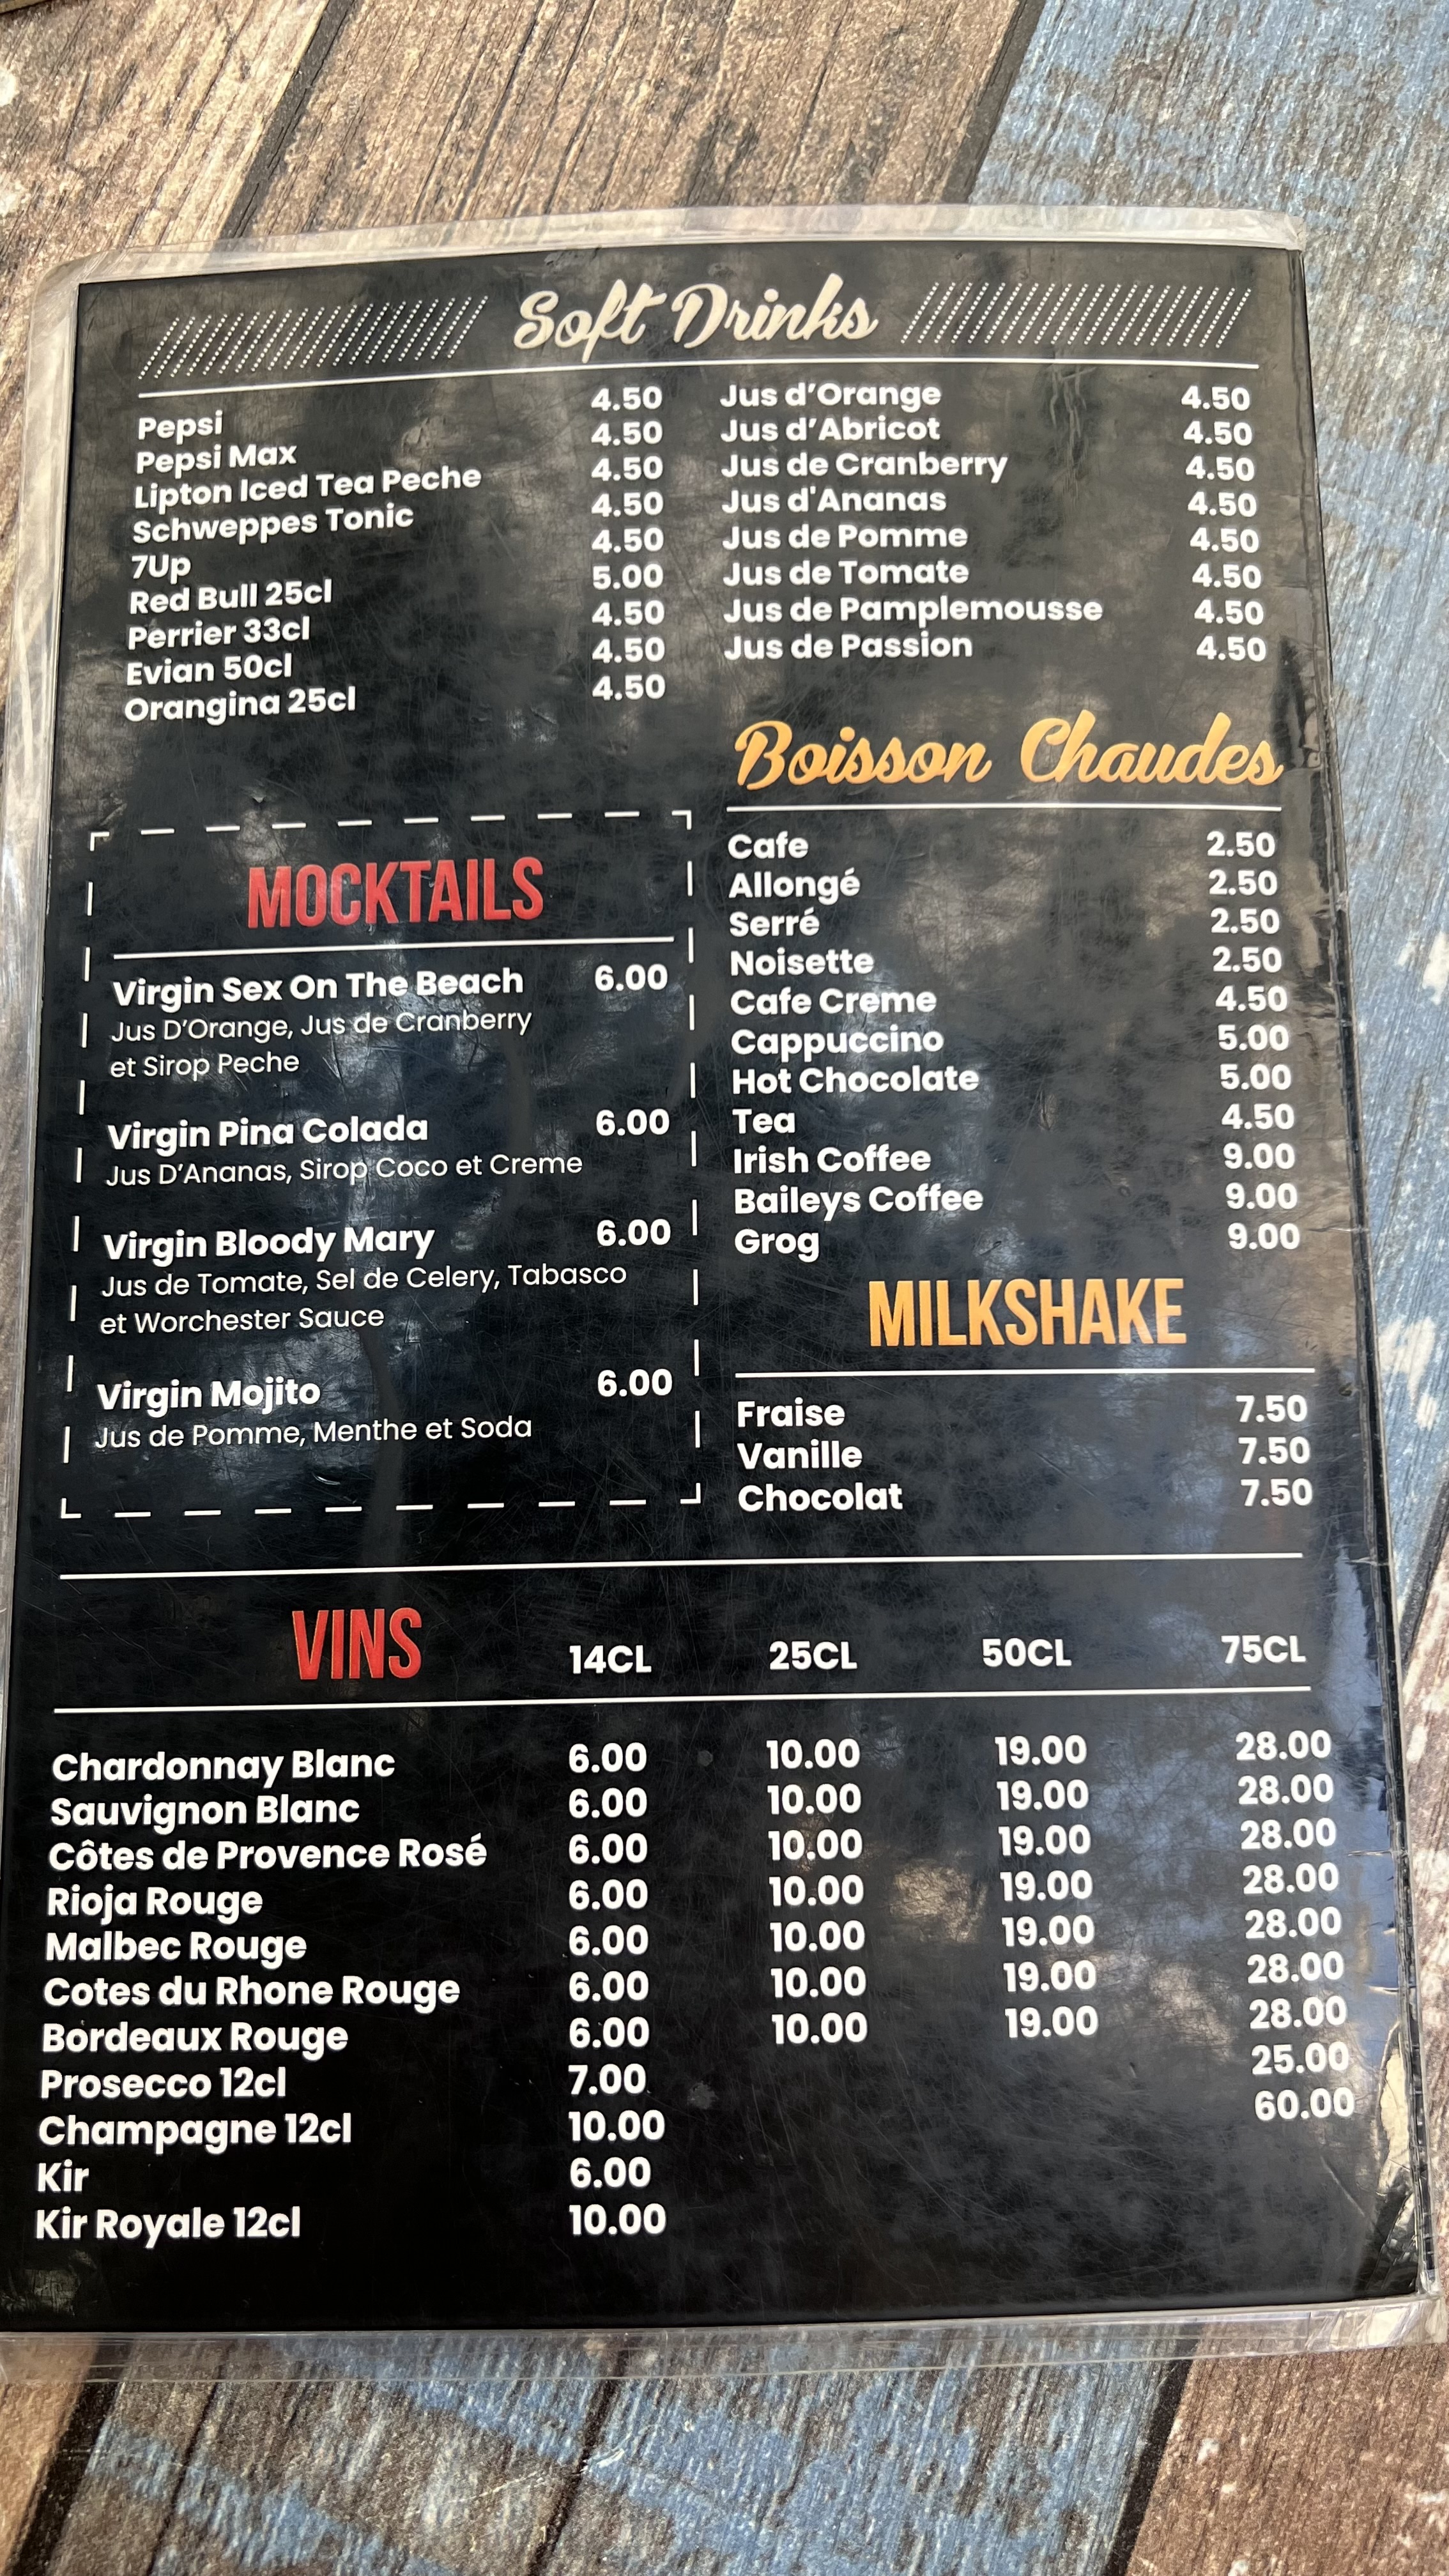 Soft Drinks
Pepsi 4.50
Pepsi Max 4.50
Lipton Iced Tea Peche 4.50
Schweppes Tonic 4.50
7Up 4.50
Red Bull 25cl 5.00
Perrier 33cl 4.50
Evian 50cl 4.50
Orangina 25cl 4.50
Jus d’Orange 4.50
Jus d’Abricot 4.50
Jus de Cranberry 4.50
Jus d'Ananas 4.50
Jus de Pomme 4.50
Jus de Tomate 4.50
Jus de Pamplemousse 4.50
Jus de Passion 4.50
MOCKTAILS
Virgin Sex On The Beach 6.00
Jus D’Orange, Jus de Cranberry
et Sirop Peche
Virgin Pina Colada 6.00
Jus D’Ananas, Sirop Coco et Creme
Virgin Bloody Mary 6.00
Jus de Tomate, Sel de Celery, Tabasco
et Worchester Sauce
Virgin Mojito 6.00
Jus de Pomme, Menthe et Soda
Boisson Chaudes
Cafe 2.50
Allongé 2.50
Serré 2.50
Noisette 2.50
Cafe Creme 4.50
Cappuccino 5.00
Hot Chocolate 5.00
Tea 4.50
Irish Coffee 9.00
Baileys Coffee 9.00
Grog 9.00
MILKSHAKE
Fraise 7.50
Vanille 7.50
Chocolat 7.50
VINS 14CL 25CL 50CL 75CL
Chardonnay Blanc 6.00 10.00 19.00 28.00
Sauvignon Blanc 6.00 10.00 19.00 28.00
Côtes de Provence Rosé 6.00 10.00 19.00 28.00
Rioja Rouge 6.00 10.00 19.00 28.00
Malbec Rouge 6.00 10.00 19.00 28.00
Cotes du Rhone Rouge 6.00 10.00 19.00 28.00
Bordeaux Rouge 6.00 10.00 19.00 28.00
Prosecco 12cl 7.00 25.00
Champagne 12cl 10.00 60.00
Kir 6.00
Kir Royale 12cl 10.00